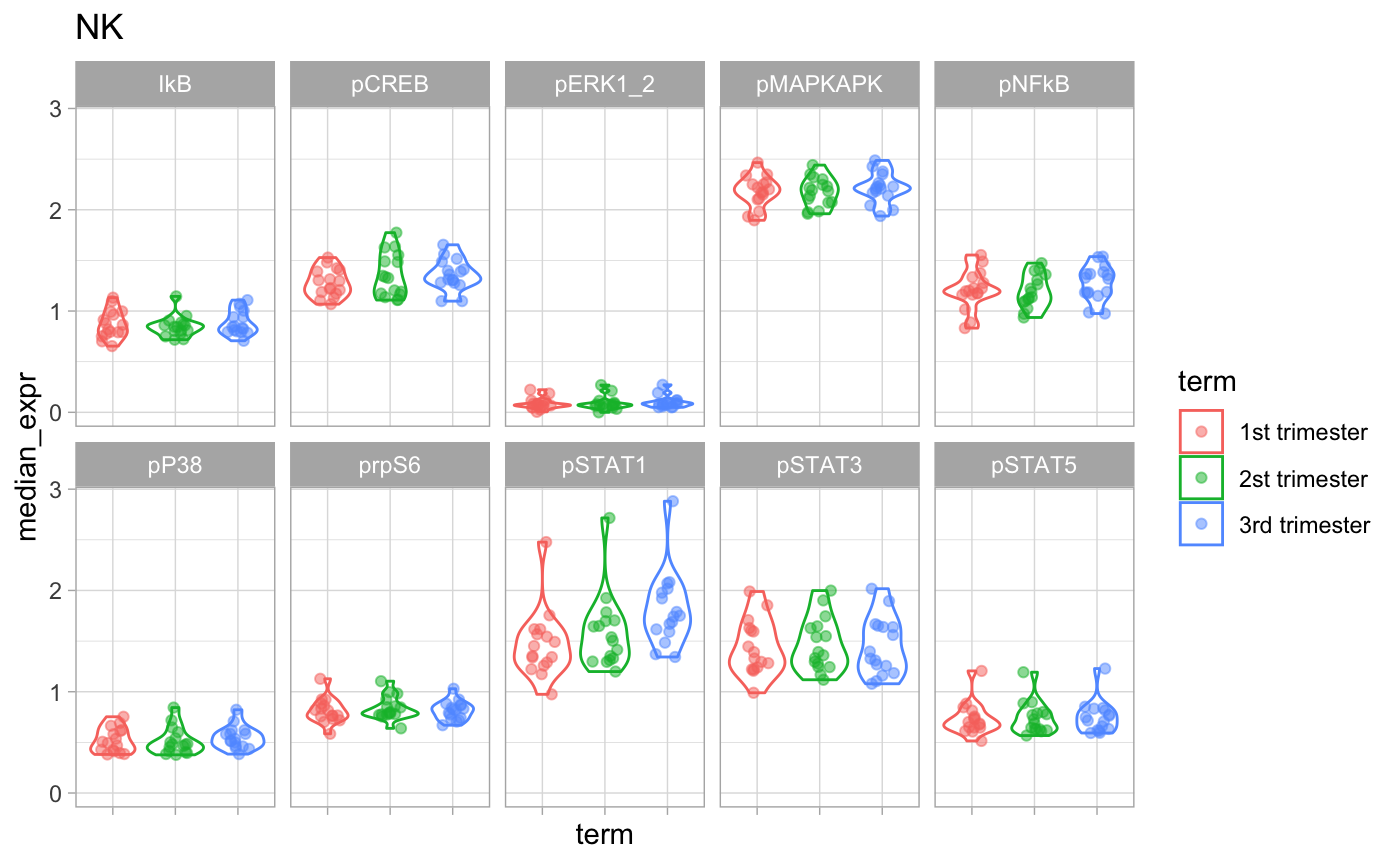 NK
IkB pCREB pERK1_2 pMAPKAPK pNFkB
3
2
1
0
pP38 prpS6 pSTAT1 pSTAT3 pSTAT5
3
2
1
0
median_expr
term
term
1st trimester
2st trimester
3rd trimester